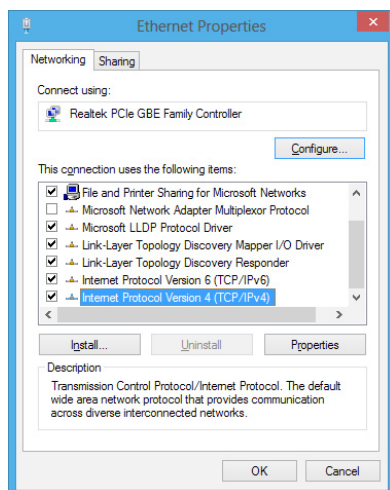 Ethernet Properties
Networking
Sharing
Connect using:
Realtek PCIe GBE Family Controller
Configure...
This connection uses the following items:
File and Printer Sharing for Microsoft Networks
Microsoft Network Adapter Multiplexor Protocol
Microsoft LLDP Protocol Driver
Link-Layer Topology Discovery Mapper I/O Driver
Link-Layer Topology Discovery Responder
Internet Protocol Version 6 (TCP/IPv6)
Internet Protocol Version 4 (TCP/IPv4)
Install...
Uninstall
Properties
Description
Transmission Control Protocol/Internet Protocol. The default
wide area network protocol that provides communication
across diverse interconnected networks.
OK
Cancel